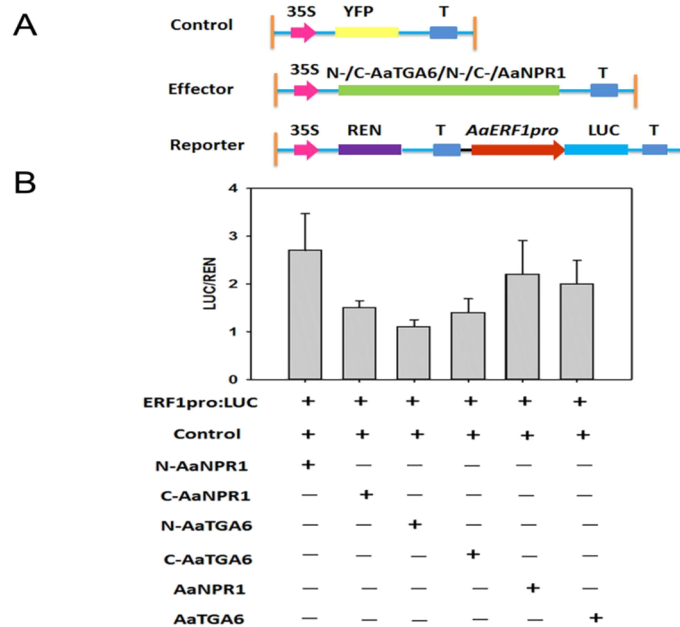 A
Control 35S YFP T
Effector 35S N-/C-AaTGA6/N-/C-/AaNPR1 T
Reporter 35S REN T AaERF1pro LUC T
B
4
3
2
1
0
LUC/REN
ERF1pro:LUC + + + + + +
Control + + + + + +
N-AaNPR1 + — — — — —
C-AaNPR1 — + — — — —
N-AaTGA6 — — + — — —
C-AaTGA6 — — — + — —
AaNPR1 — — — — + —
AaTGA6 — — — — — +